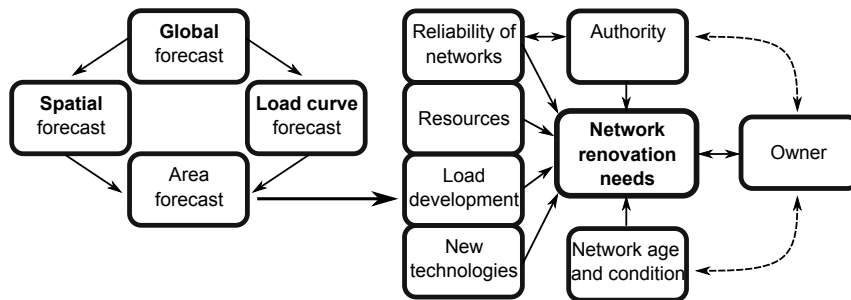 Global
forecast
Spatial
forecast
Load curve
forecast
Area
forecast
Reliability of
networks
Resources
Load
development
New
technologies
Authority
Network
renovation
needs
Network age
and condition
Owner